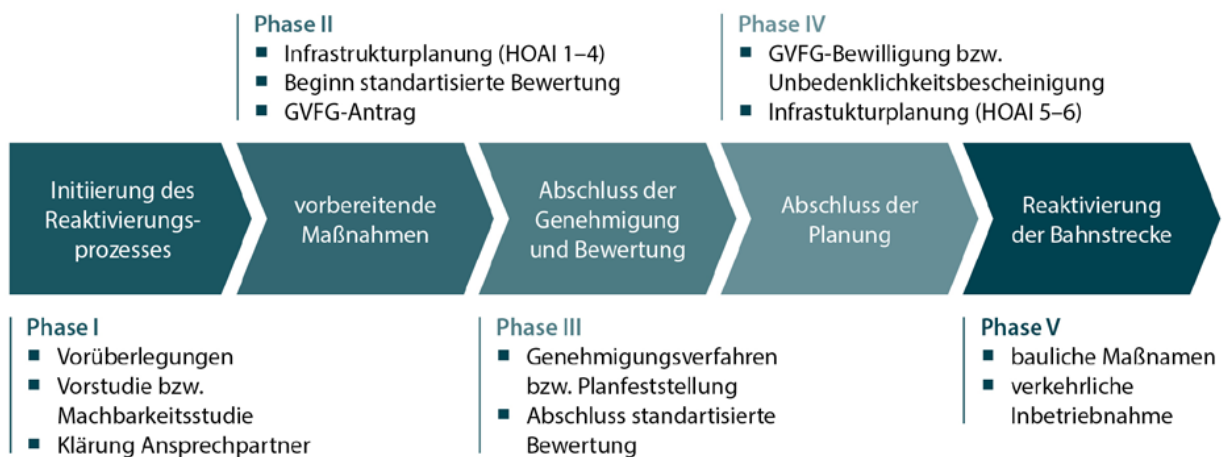 Phase II
■ Infrastrukturplanung (HOAI 1–4)
■ Beginn standartisierte Bewertung
■ GVFG-Antrag
Phase IV
■ GVFG-Bewilligung bzw.
Unbedenklichkeitsbescheinigung
■ Infrastukturplanung (HOAI 5–6)
Initiierung des
Reaktivierungs-
prozesses
vorbereitende
Maßnahmen
Abschluss der
Genehmigung
und Bewertung
Abschluss der
Planung
Reaktivierung
der Bahnstrecke
Phase I
■ Vorüberlegungen
■ Vorstudie bzw.
Machbarkeitsstudie
■ Klärung Ansprechpartner
Phase III
■ Genehmigungsverfahren
bzw. Planfeststellung
■ Abschluss standartisierte
Bewertung
Phase V
■ bauliche Maßnamen
■ verkehrliche
Inbetriebnahme